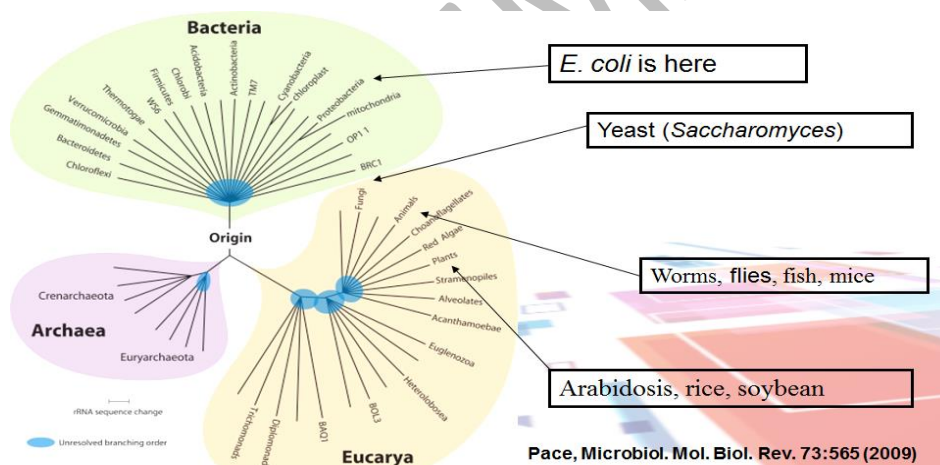 Bacteria
Chloroflexi
Bacteroidetes
Gemmatimonadetes
Verrucomicrobia
Thermotogae
WS6
Firmicutes
Chlorobi
Acidobacteria
Actinobacteria
TM7
Cyanobacteria
chloroplast
Proteobacteria
mitochondria
OP1 1
BRC1
E. coli is here
Yeast (Saccharomyces)
Origin
Fungi
Animals
Choanoflagellates
Red Algae
Plants
Stramenopiles
Alveolates
Acanthamoebae
Euglenozoa
Heterolobosea
BOL3
BAQ1
Diplomonad
Trichomonads
Eucarya
Worms, flies, fish, mice
Crenarchaeota
Archaea
Euryarchaeota
Arabidosis, rice, soybean
rRNA sequence change
Unresolved branching order
Pace, Microbiol. Mol. Biol. Rev. 73:565 (2009)